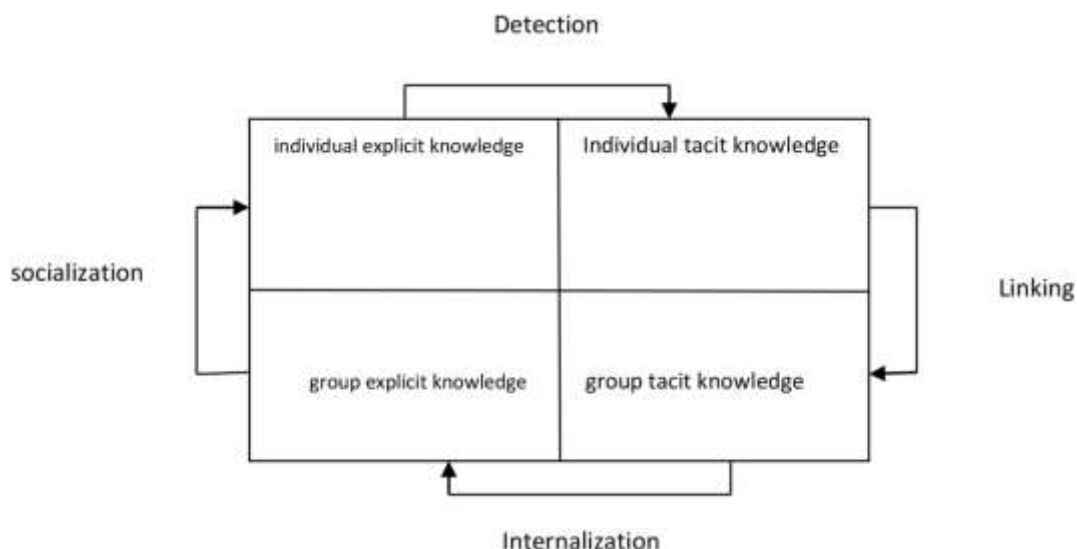 Detection
individual explicit knowledge
Individual tacit knowledge
socialization
Linking
group explicit knowledge
group tacit knowledge
Internalization